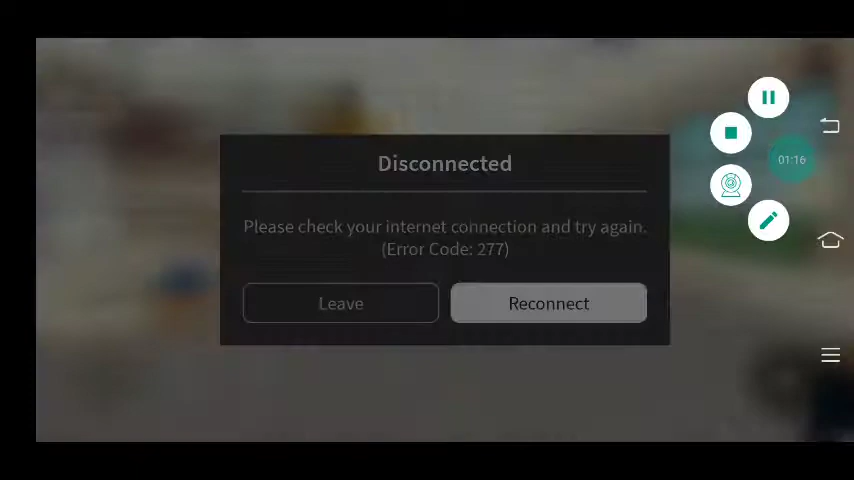 Disconnected
Please check your internet connection and try again.
(Error Code: 277)
Leave Reconnect
01:16